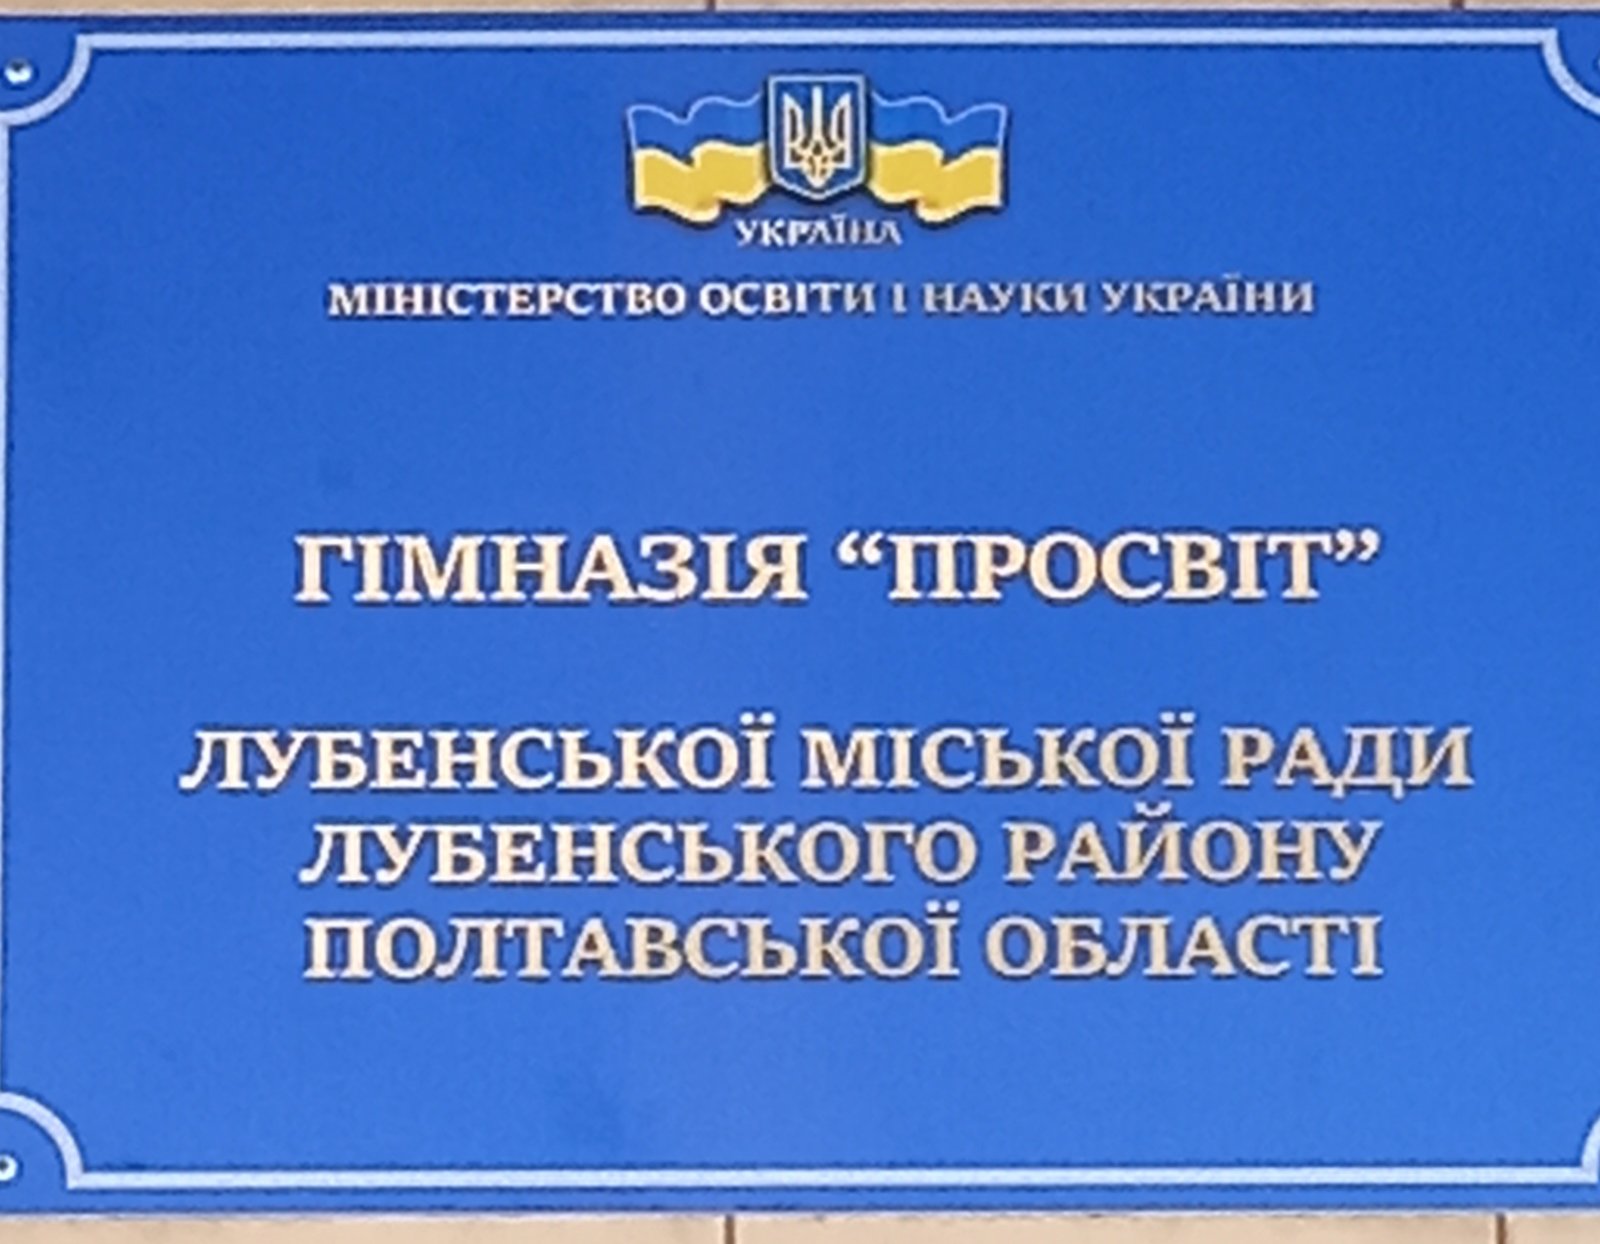 УКРАЇНА
МІНІСТЕРСТВО ОСВІТИ І НАУКИ УКРАЇНИ
ГІМНАЗІЯ “ПРОСВІТ”
ЛУБЕНСЬКОЇ МІСЬКОЇ РАДИ
ЛУБЕНСЬКОГО РАЙОНУ
ПОЛТАВСЬКОЇ ОБЛАСТІ